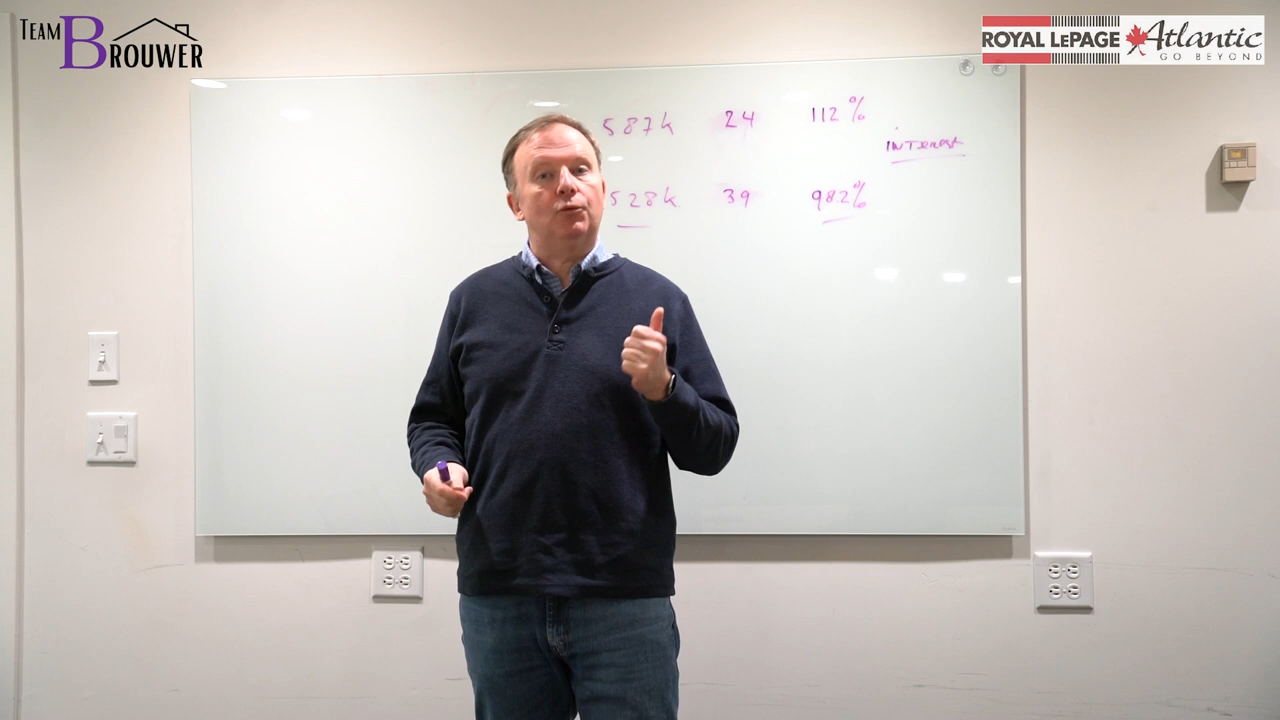 TEAM BROUWER
ROYAL LEPAGE Atlantic
GO BEYOND
587k 24 112%
interest
528k 39 98.2%